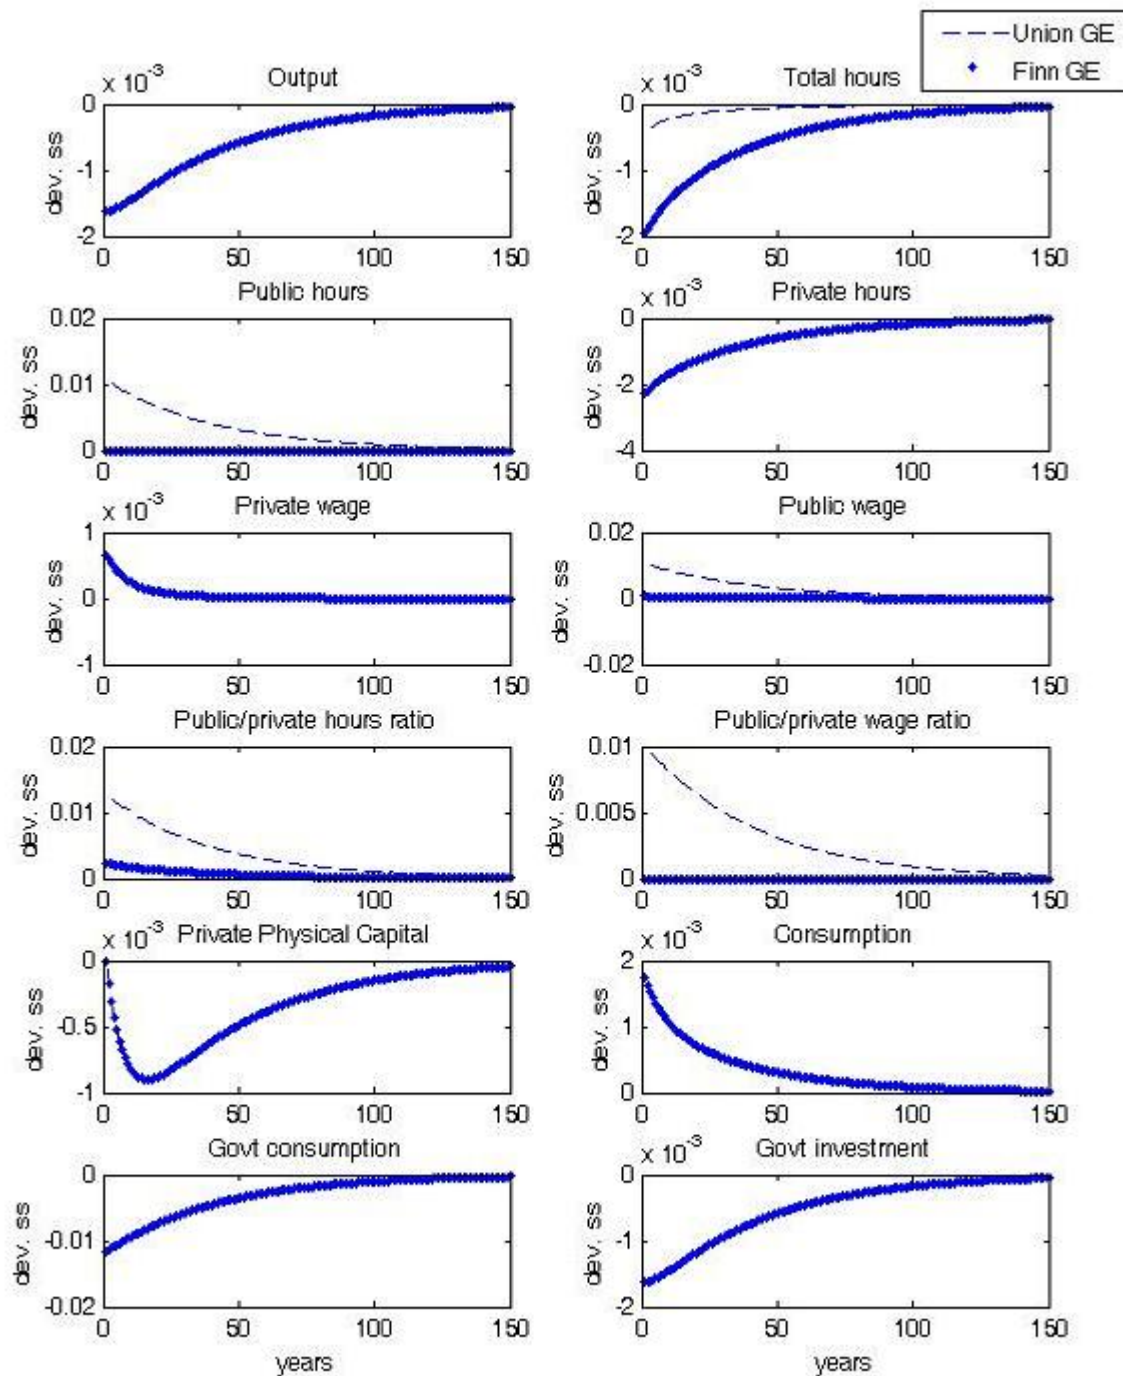 Union GE
Finn GE
x 10⁻³
Output
0
-1
-2
dev. ss
0 50 100 150
x 10⁻³
Total hours
0
-1
-2
dev. ss
0 50 100 150
Public hours
0.02
0.01
0
dev. ss
0 50 100 150
x 10⁻³
Private hours
0
-2
-4
dev. ss
0 50 100 150
x 10⁻³
Private wage
1
0
-1
dev. ss
0 50 100 150
Public wage
0.02
0
-0.02
dev. ss
0 50 100 150
Public/private hours ratio
0.02
0.01
0
dev. ss
0 50 100 150
Public/private wage ratio
0.01
0.005
0
dev. ss
0 50 100 150
x 10⁻³
Private Physical Capital
0
-0.5
-1
dev. ss
0 50 100 150
x 10⁻³
Consumption
2
1
0
dev. ss
0 50 100 150
Govt consumption
0
-0.01
-0.02
dev. ss
0 50 100 150
years
x 10⁻³
Govt investment
0
-1
-2
dev. ss
0 50 100 150
years